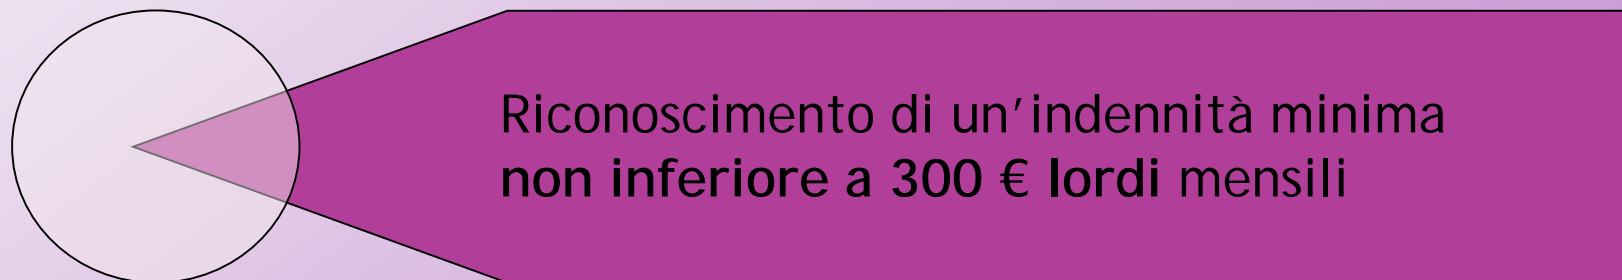 Riconoscimento di un'indennità minima
non inferiore a 300 € lordi mensili